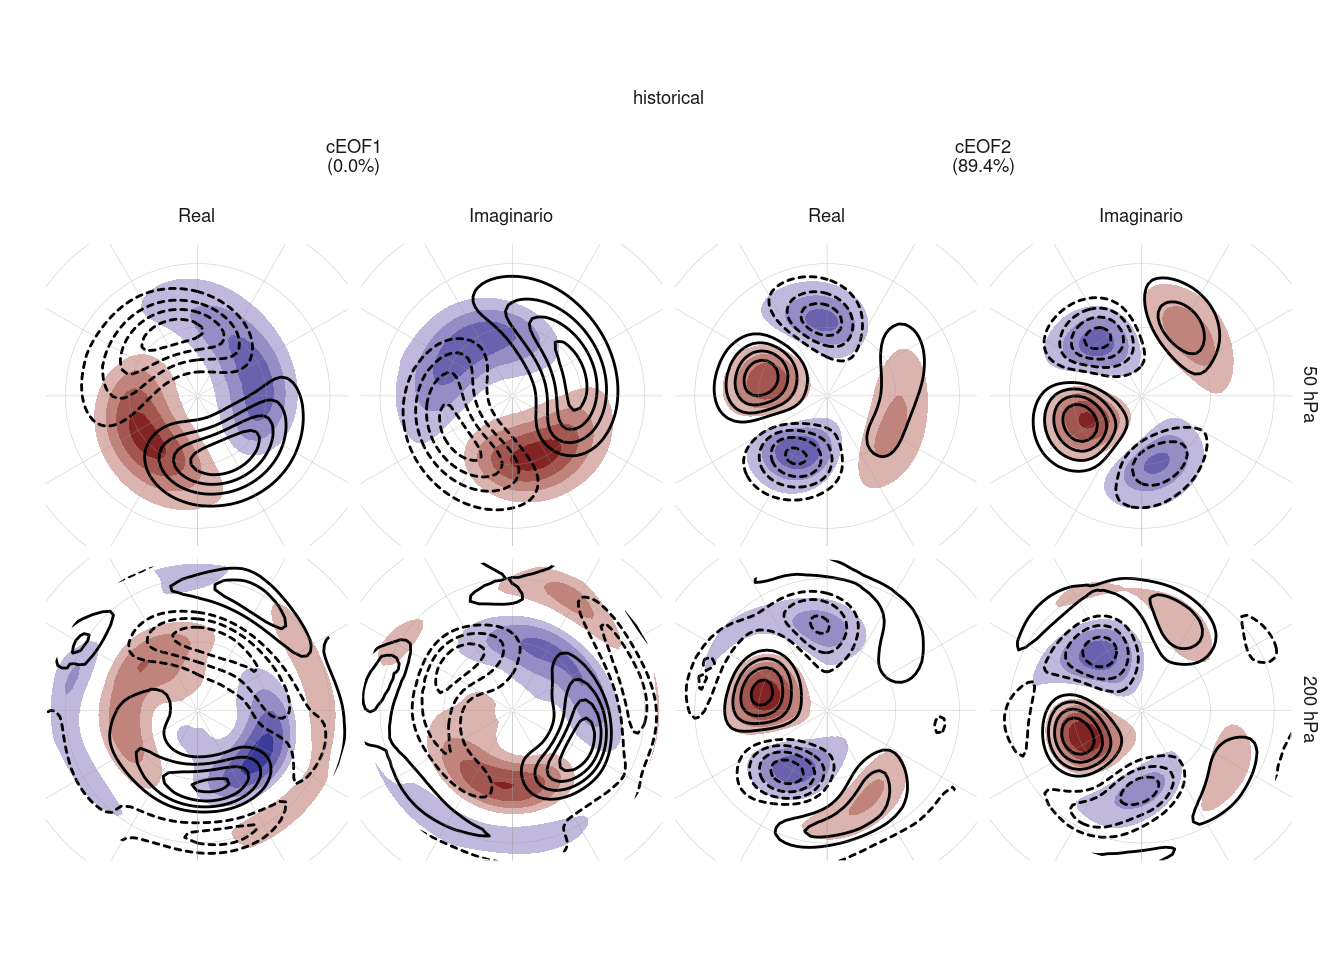 historical
cEOF1
(0.0%)
cEOF2
(89.4%)
Real
Imaginario
Real
Imaginario
50 hPa
200 hPa